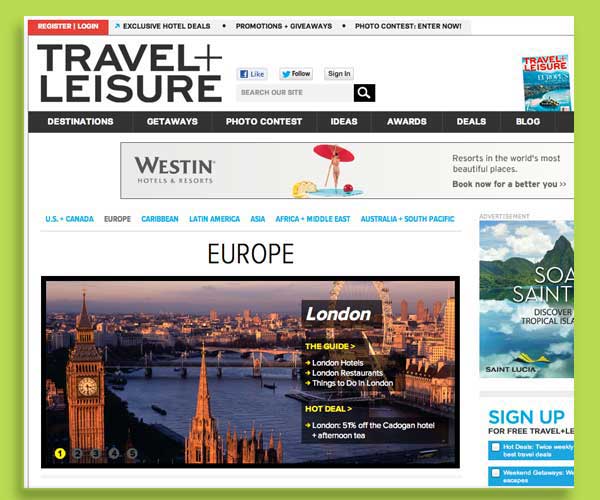 REGISTER | LOGIN
EXCLUSIVE HOTEL DEALS • PROMOTIONS + GIVEAWAYS • PHOTO CONTEST: ENTER NOW!
TRAVEL+
LEISURE
Like
Follow
Sign In
SEARCH OUR SITE
TRAVEL+
LEISURE
EUROPE'S
DESTINATIONS GETAWAYS PHOTO CONTEST IDEAS AWARDS DEALS BLOG
WESTIN®
HOTELS & RESORTS
Resorts in the world's most
beautiful places.
Book now for a better you >>
U.S. + CANADA EUROPE CARIBBEAN LATIN AMERICA ASIA AFRICA + MIDDLE EAST AUSTRALIA + SOUTH PACIFIC
EUROPE
London
THE GUIDE >
London Hotels
London Restaurants
Things to Do in London
HOT DEAL >
London: 51% off the Cadogan hotel
+ afternoon tea
1 2 3 4 5
ADVERTISEMENT
SOA
SAINT
DISCOVER
TROPICAL ISLA
SAINT LUCIA
SIGN UP
FOR FREE TRAVEL+LE
Hot Deals: Twice weekly
best travel deals
Weekend Getaways: We
escapes